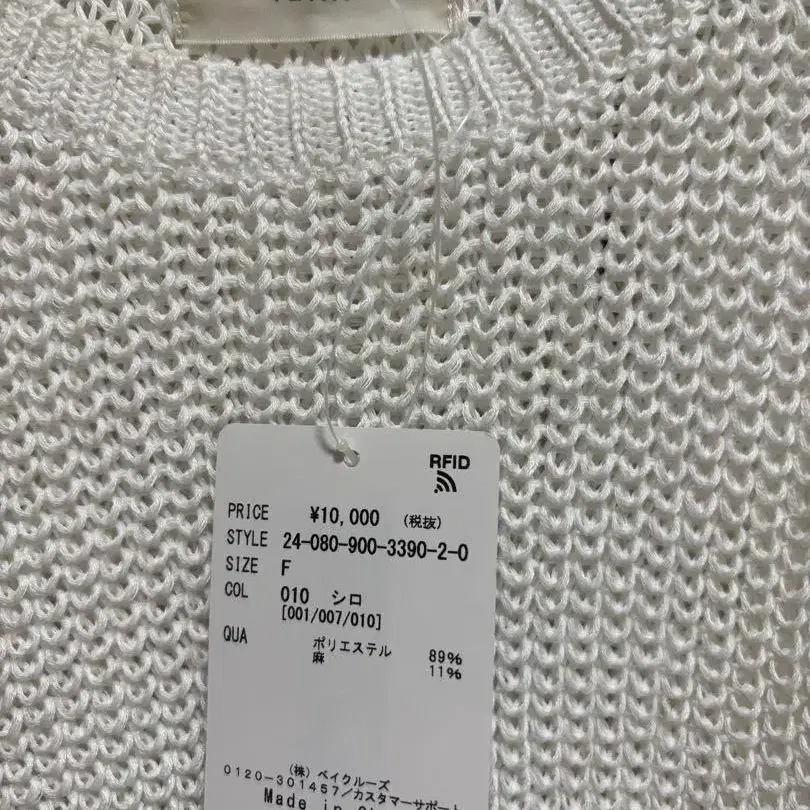 RFID
PRICE ¥10,000 (税抜)
STYLE 24-080-900-3390-2-0
SIZE F
COL 010 シロ
[001/007/010]
QUA ポリエステル 89%
麻 11%
(株) ベイクルーズ
0120-301457/カスタマーサポート
Made in